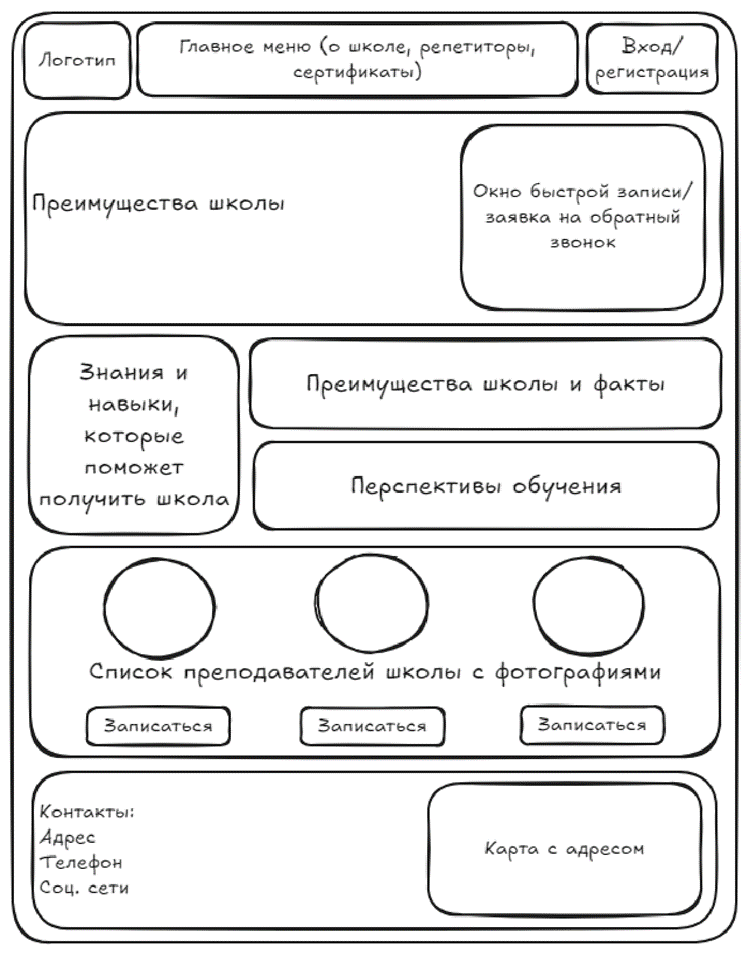 Логотип
Главное меню (о школе, репетиторы,
сертификаты)
Вход/
регистрация
Преимущества школы
Окно быстрой записи/
заявка на обратный
звонок
Знания и
навыки,
которые
поможет
получить школа
Преимущества школы и факты
Перспективы обучения
Список преподавателей школы с фотографиями
Записаться
Записаться
Записаться
Контакты:
Адрес
Телефон
Соц. сети
Карта с адресом